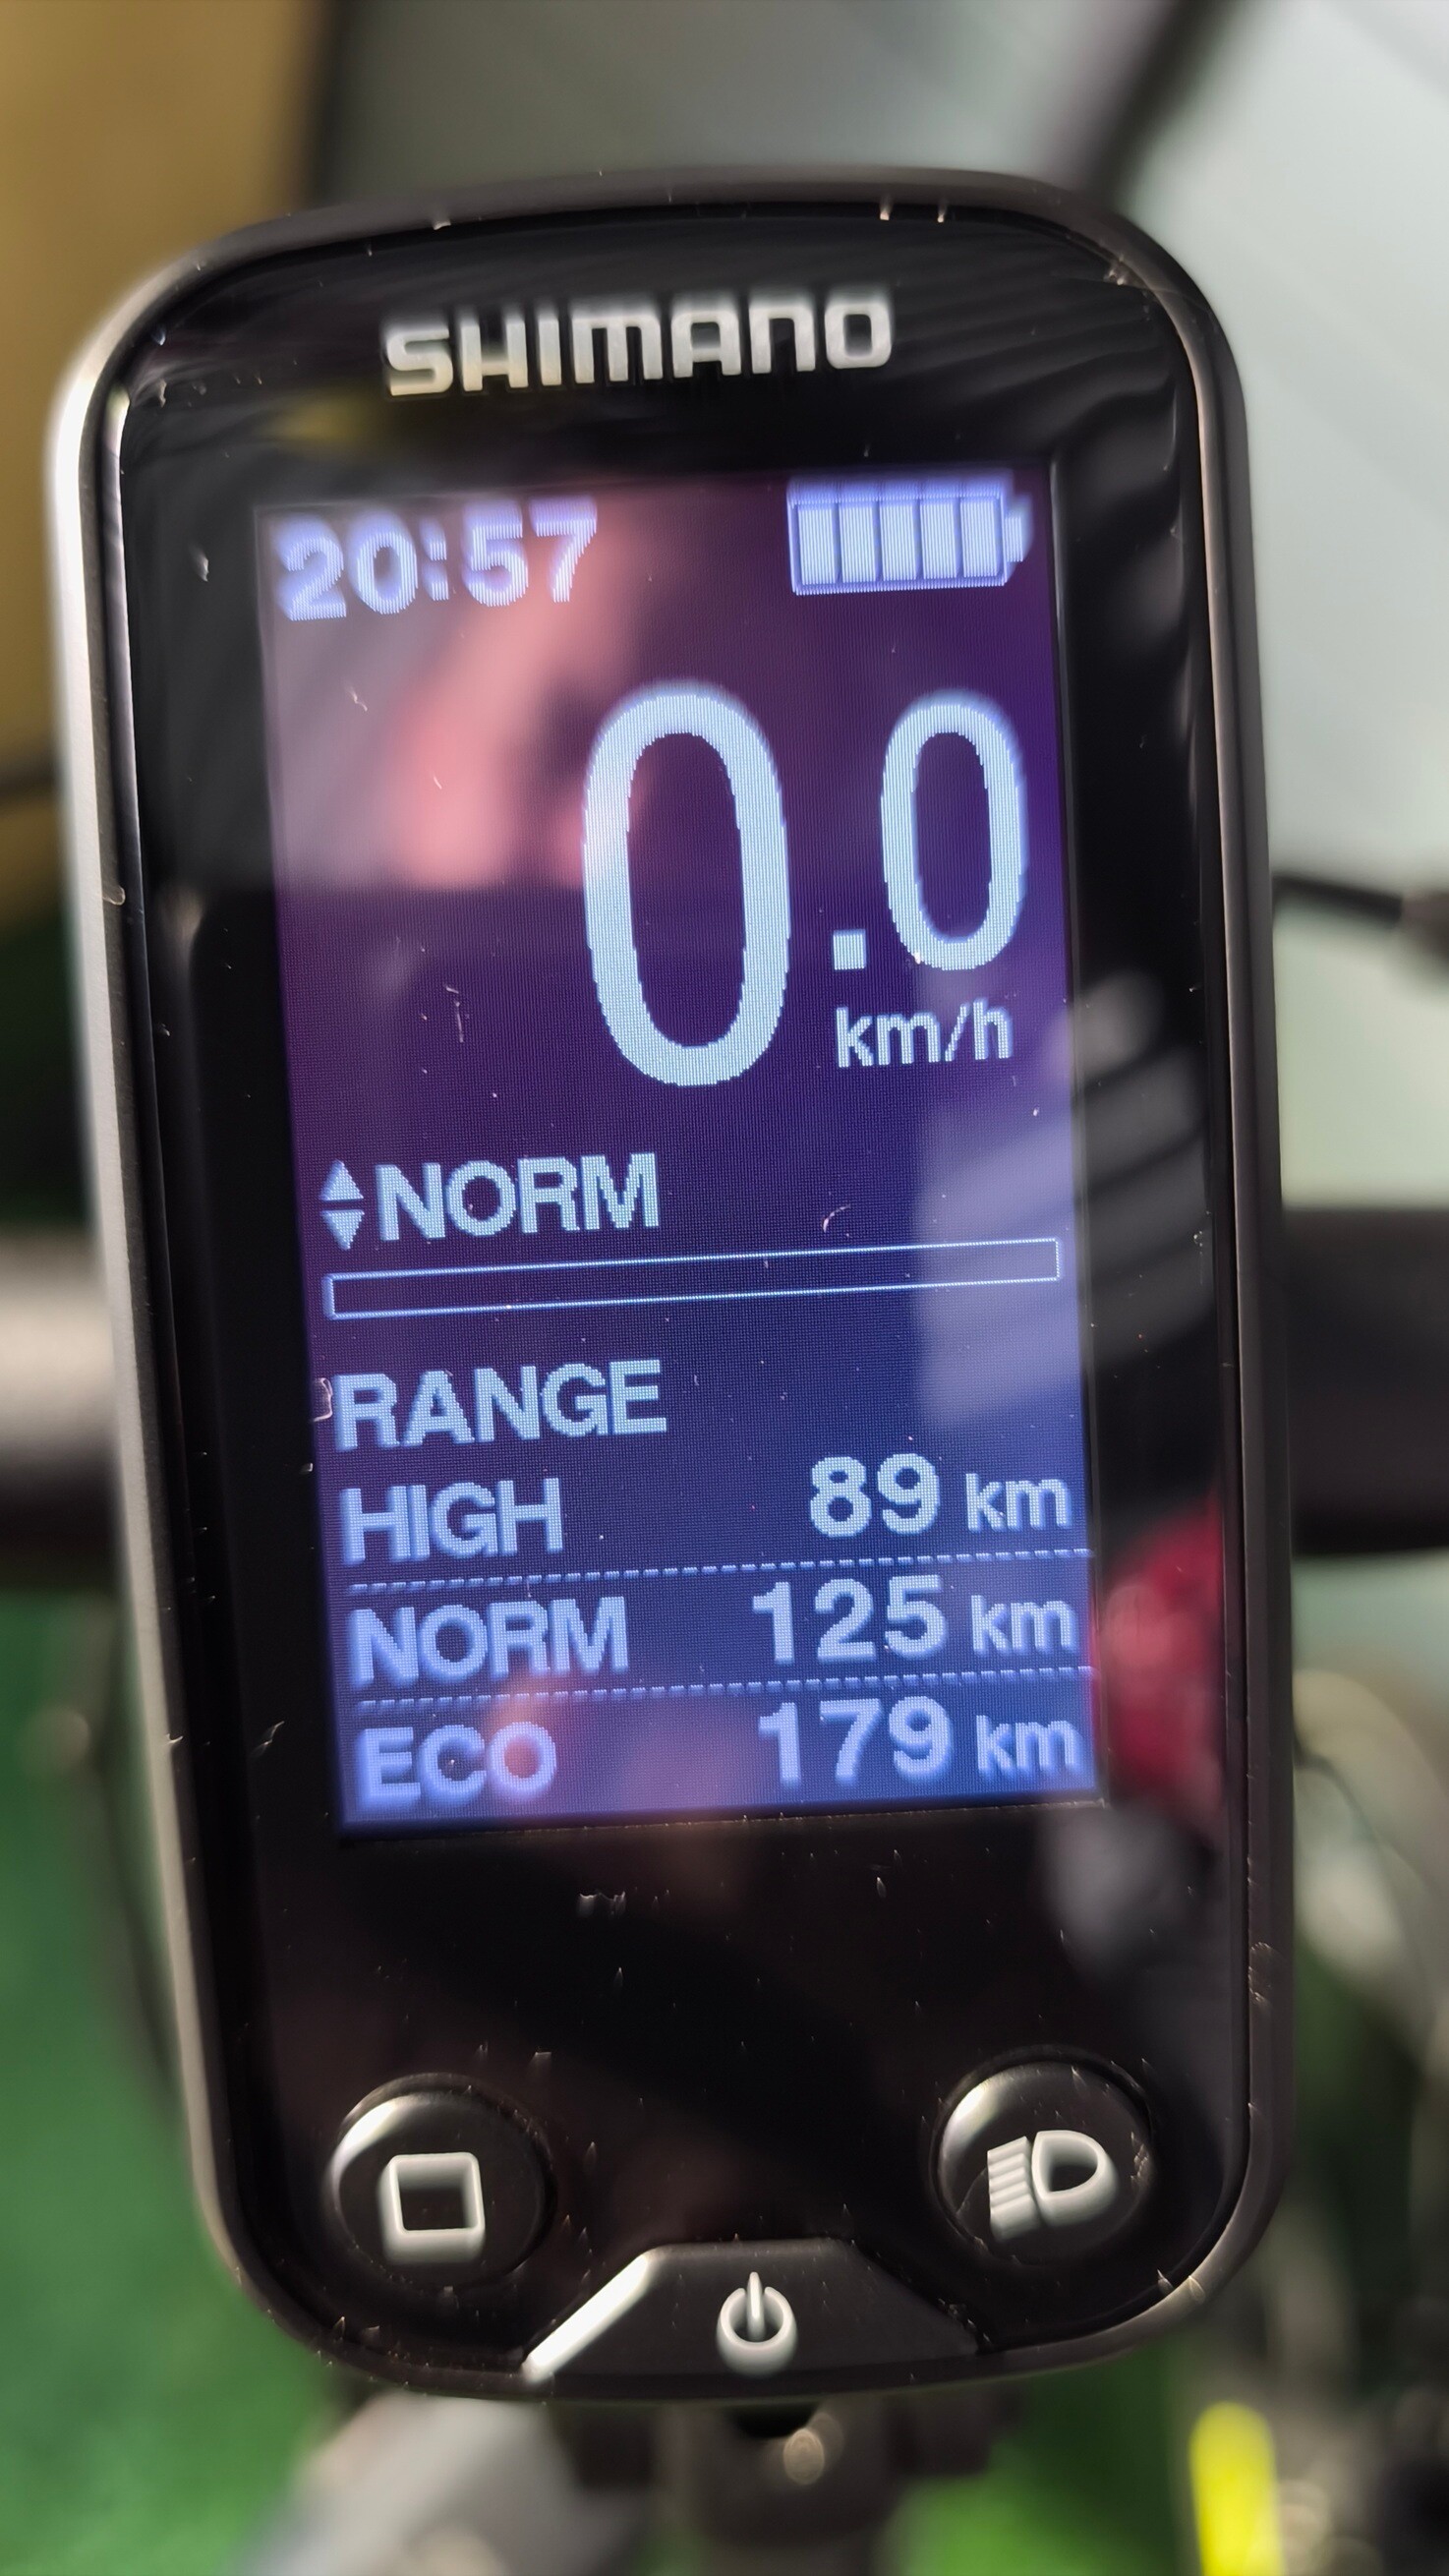 SHIMANO
20:57
0.0
km/h
NORM
RANGE
HIGH 89 km
NORM 125 km
ECO 179 km